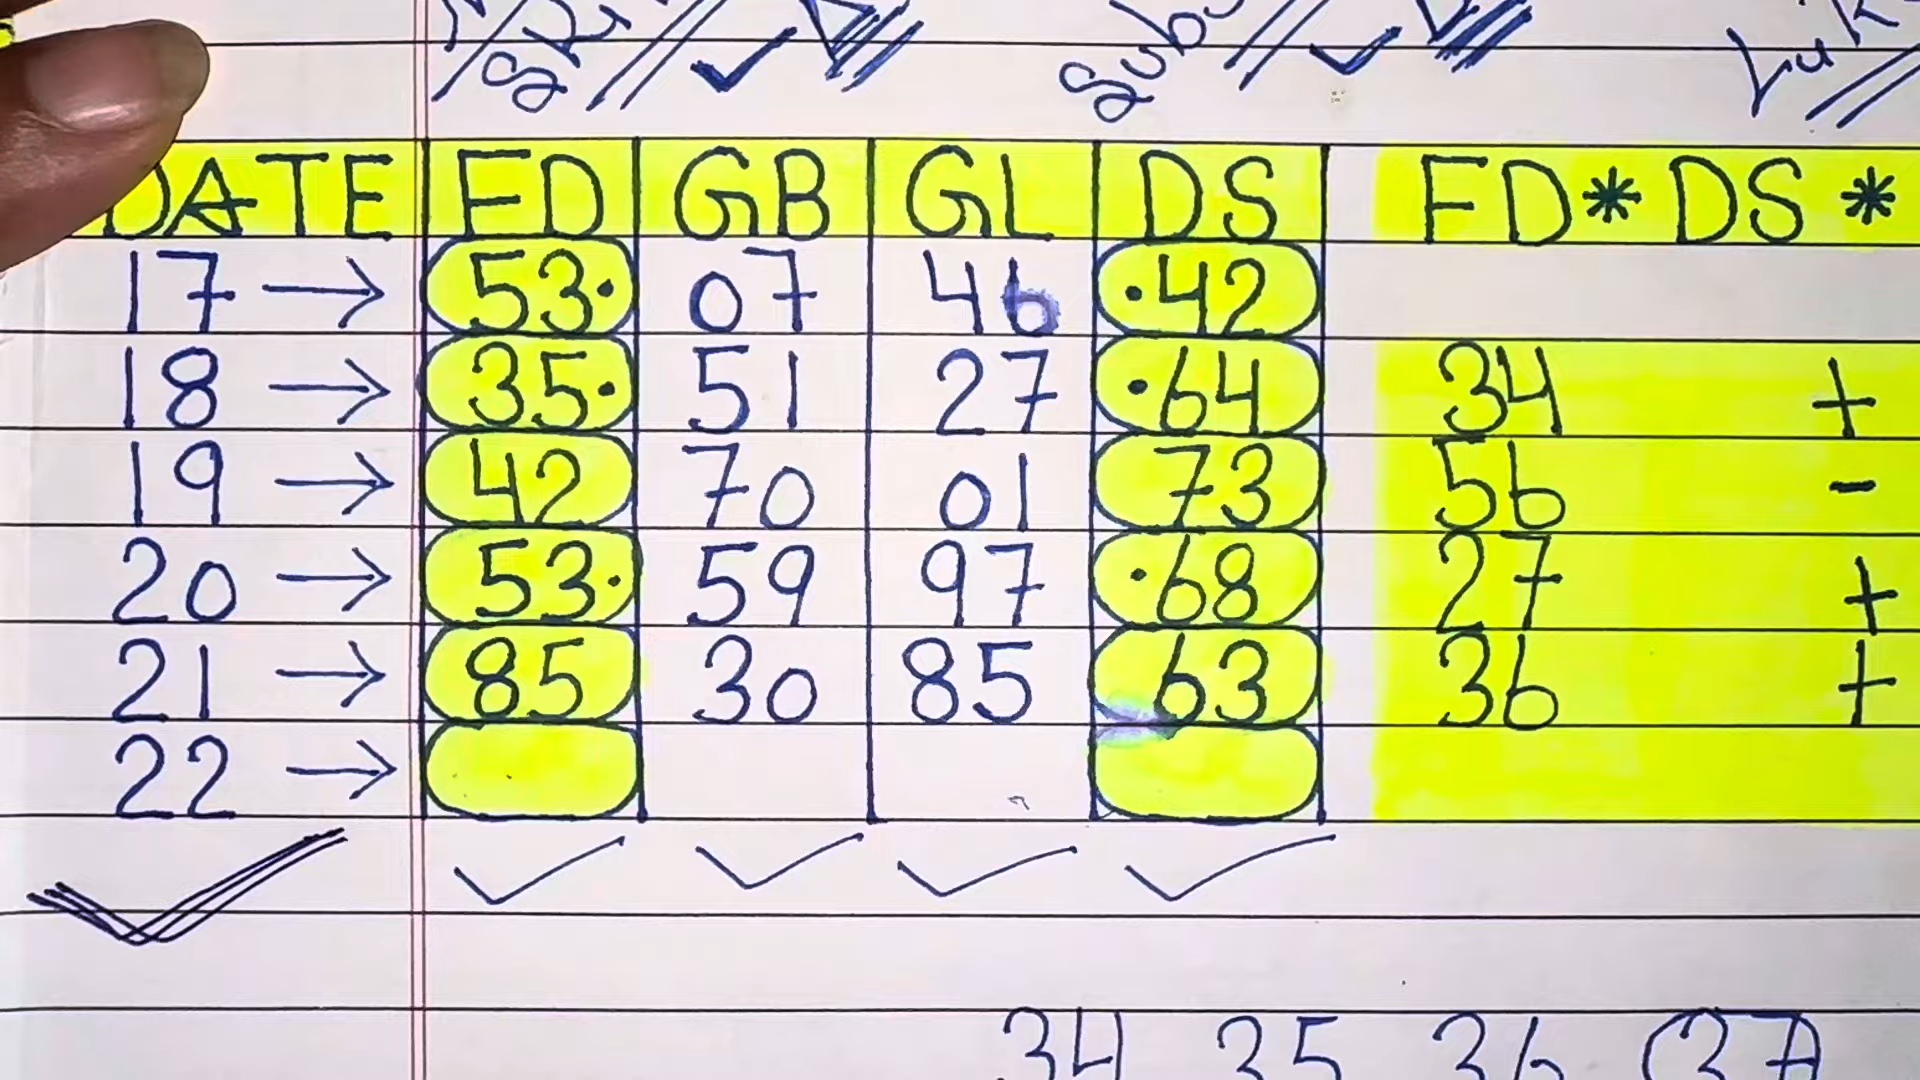 DATE FD GB GL DS FD* DS *
17 → 53. 07 46 .42
18 → 35. 51 27 .64 34 +
19 → 42 70 01 73 56 -
20 → 53. 59 97 .68 27 +
21 → 85 30 85 63 36 +
22 →
34 35 36 (37)